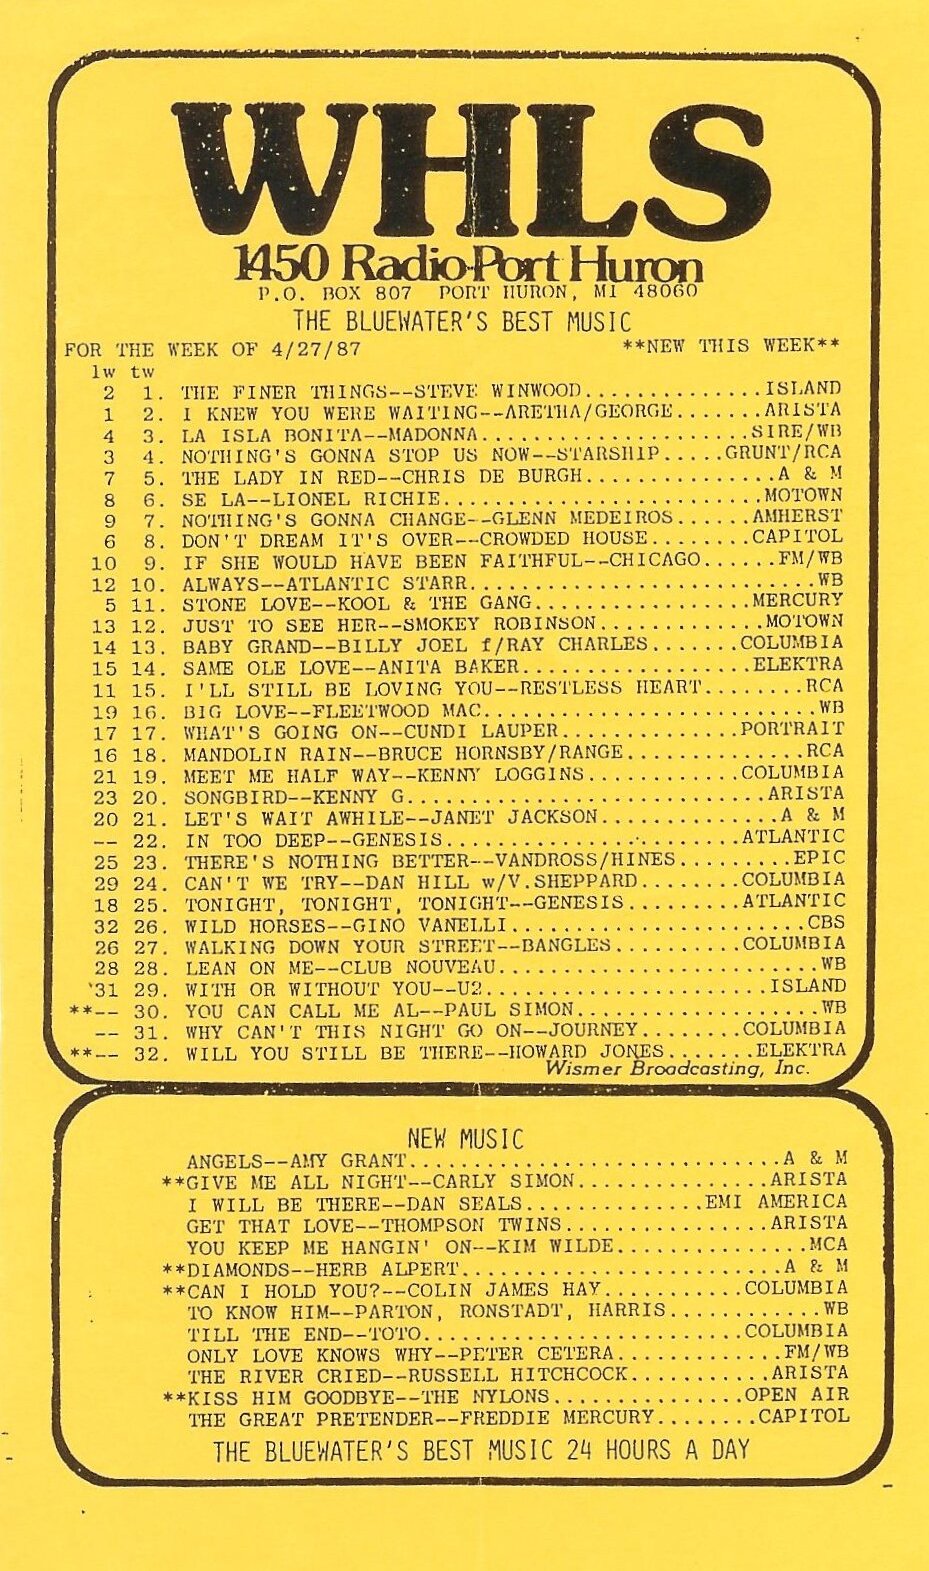 WHLS
1450 Radio-Port Huron
P.O. BOX 807 PORT HURON, MI 48060
THE BLUEWATER'S BEST MUSIC
FOR THE WEEK OF 4/27/87 **NEW THIS WEEK**
lw tw
2 1. THE FINER THINGS--STEVE WINWOOD..............ISLAND
1 2. I KNEW YOU WERE WAITING--ARETHA/GEORGE.......ARISTA
4 3. LA ISLA BONITA--MADONNA.....................SIRE/WB
3 4. NOTHING'S GONNA STOP US NOW--STARSHIP.....GRUNT/RCA
7 5. THE LADY IN RED--CHRIS DE BURGH...............A & M
8 6. SE LA--LIONEL RICHIE.........................MOTOWN
9 7. NOTHING'S GONNA CHANGE--GLENN MEDEIROS......AMHERST
6 8. DON'T DREAM IT'S OVER--CROWDED HOUSE........CAPITOL
10 9. IF SHE WOULD HAVE BEEN FAITHFUL--CHICAGO......FM/WB
12 10. ALWAYS--ATLANTIC STARR...........................WB
5 11. STONE LOVE--KOOL & THE GANG.................MERCURY
13 12. JUST TO SEE HER--SMOKEY ROBINSON.............MOTOWN
14 13. BABY GRAND--BILLY JOEL f/RAY CHARLES.......COLUMBIA
15 14. SAME OLE LOVE--ANITA BAKER..................ELEKTRA
11 15. I'LL STILL BE LOVING YOU--RESTLESS HEART........RCA
19 16. BIG LOVE--FLEETWOOD MAC..........................WB
17 17. WHAT'S GOING ON--CUNDI LAUPER..............PORTRAIT
16 18. MANDOLIN RAIN--BRUCE HORNSBY/RANGE..............RCA
21 19. MEET ME HALF WAY--KENNY LOGGINS............COLUMBIA
23 20. SONGBIRD--KENNY G............................ARISTA
20 21. LET'S WAIT AWHILE--JANET JACKSON..............A & M
-- 22. IN TOO DEEP--GENESIS.......................ATLANTIC
25 23. THERE'S NOTHING BETTER--VANDROSS/HINES.........EPIC
29 24. CAN'T WE TRY--DAN HILL w/V.SHEPPARD........COLUMBIA
18 25. TONIGHT, TONIGHT, TONIGHT--GENESIS.........ATLANTIC
32 26. WILD HORSES--GINO VANELLI.......................CBS
26 27. WALKING DOWN YOUR STREET--BANGLES..........COLUMBIA
28 28. LEAN ON ME--CLUB NOUVEAU.........................WB
31 29. WITH OR WITHOUT YOU--U2......................ISLAND
**-- 30. YOU CAN CALL ME AL--PAUL SIMON...................WB
-- 31. WHY CAN'T THIS NIGHT GO ON--JOURNEY........COLUMBIA
**-- 32. WILL YOU STILL BE THERE--HOWARD JONES.......ELEKTRA
Wismer Broadcasting, Inc.
NEW MUSIC
ANGELS--AMY GRANT.............................A & M
**GIVE ME ALL NIGHT--CARLY SIMON...............ARISTA
I WILL BE THERE--DAN SEALS..............EMI AMERICA
GET THAT LOVE--THOMPSON TWINS................ARISTA
YOU KEEP ME HANGIN' ON--KIM WILDE...............MCA
**DIAMONDS--HERB ALPERT.........................A & M
**CAN I HOLD YOU?--COLIN JAMES HAY...........COLUMBIA
TO KNOW HIM--PARTON, RONSTADT, HARRIS............WB
TILL THE END--TOTO.........................COLUMBIA
ONLY LOVE KNOWS WHY--PETER CETERA.............FM/WB
THE RIVER CRIED--RUSSELL HITCHCOCK...........ARISTA
**KISS HIM GOODBYE--THE NYLONS...............OPEN AIR
THE GREAT PRETENDER--FREDDIE MERCURY........CAPITOL
THE BLUEWATER'S BEST MUSIC 24 HOURS A DAY